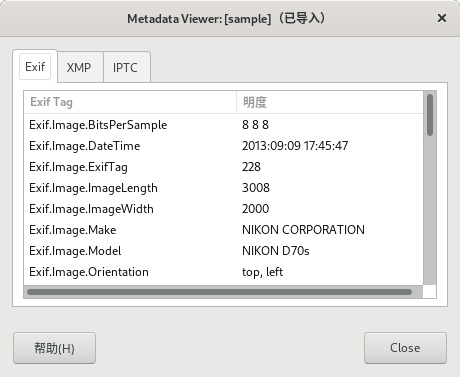 Metadata Viewer: [sample]（已导入）
Exif XMP IPTC
Exif Tag 明度
Exif.Image.BitsPerSample 8 8 8
Exif.Image.DateTime 2013:09:09 17:45:47
Exif.Image.ExifTag 228
Exif.Image.ImageLength 3008
Exif.Image.ImageWidth 2000
Exif.Image.Make NIKON CORPORATION
Exif.Image.Model NIKON D70s
Exif.Image.Orientation top, left
帮助(H) Close